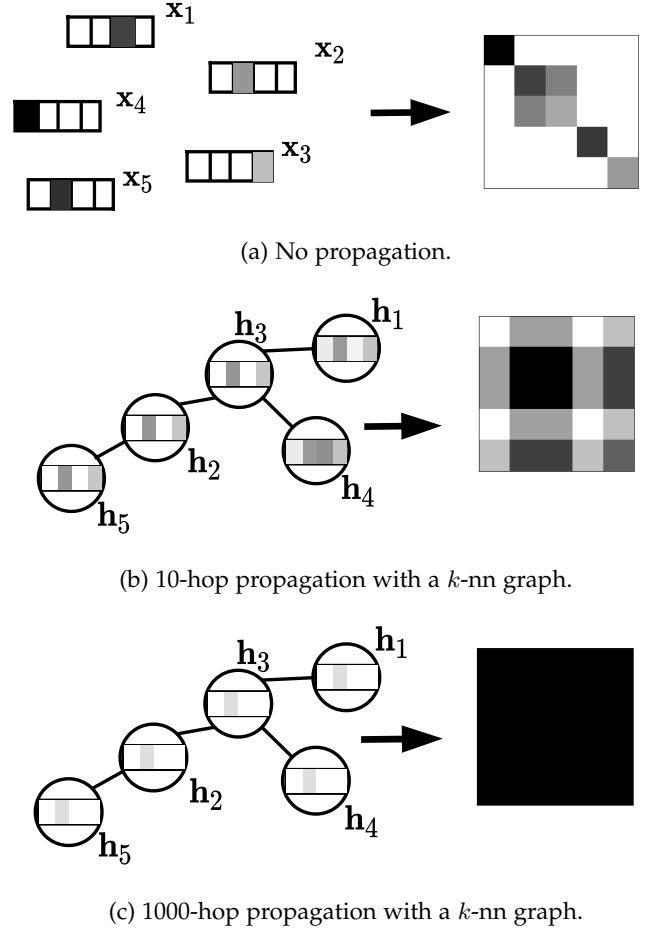 x₁
x₂
x₄
x₃
x₅
(a) No propagation.
h₁
h₃
h₂
h₄
h₅
(b) 10-hop propagation with a k-nn graph.
h₁
h₃
h₂
h₄
h₅
(c) 1000-hop propagation with a k-nn graph.